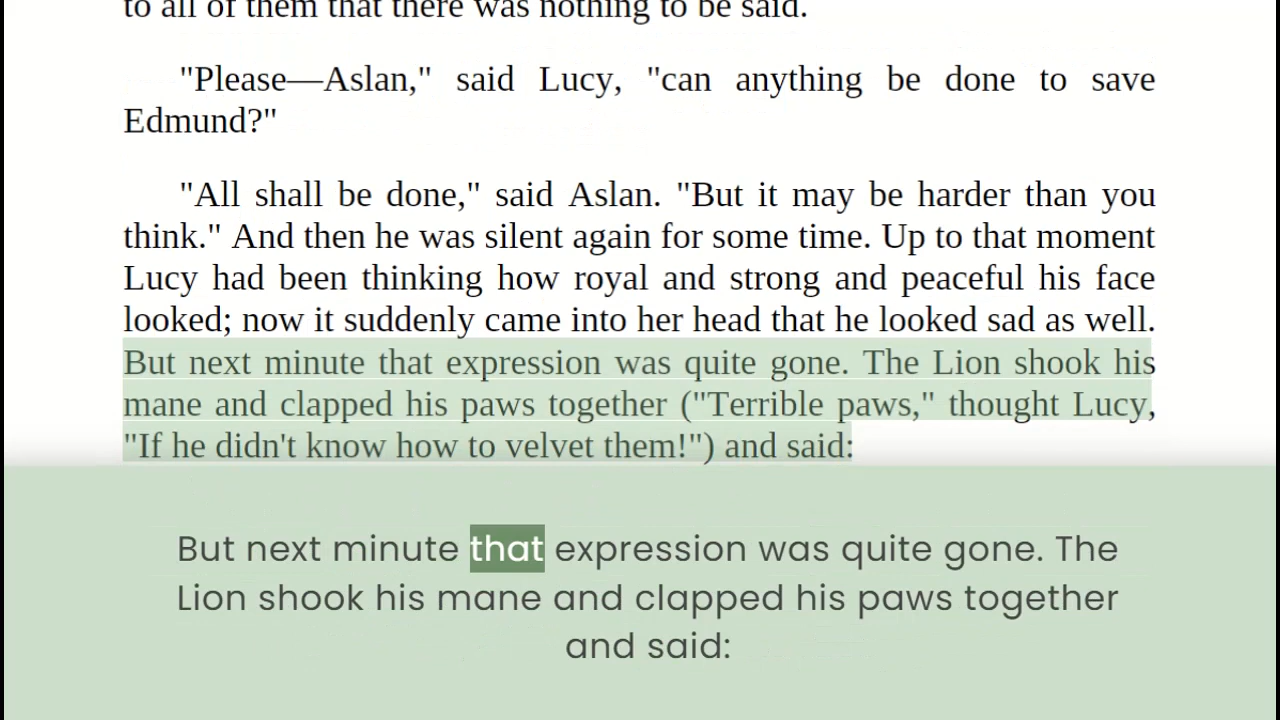 to all of them that there was nothing to be said.
"Please—Aslan," said Lucy, "can anything be done to save
Edmund?"
"All shall be done," said Aslan. "But it may be harder than you
think." And then he was silent again for some time. Up to that moment
Lucy had been thinking how royal and strong and peaceful his face
looked; now it suddenly came into her head that he looked sad as well.
But next minute that expression was quite gone. The Lion shook his
mane and clapped his paws together ("Terrible paws," thought Lucy,
"If he didn't know how to velvet them!") and said:
But next minute that expression was quite gone. The
Lion shook his mane and clapped his paws together
and said: